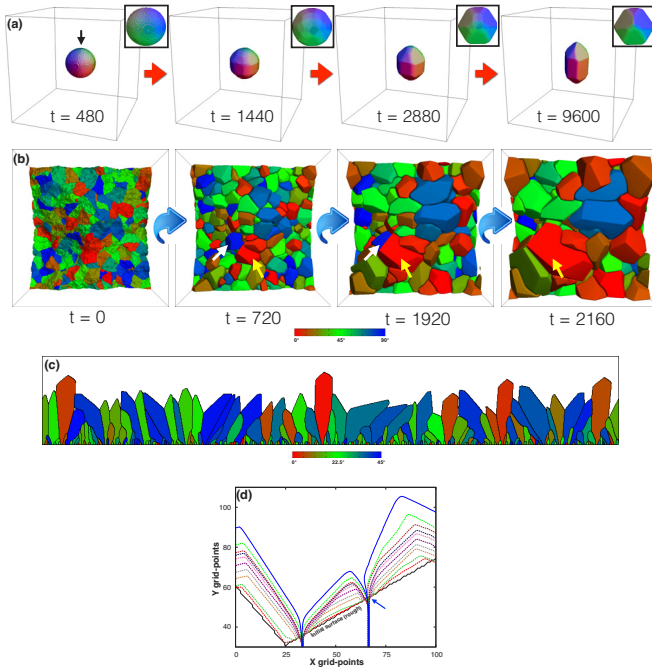 (a)
t = 480
t = 1440
t = 2880
t = 9600
(b)
t = 0
t = 720
t = 1920
t = 2160
0° 45° 90°
(c)
0° 22.5° 45°
(d)
100
80
60
40
Y grid-points
Initial surface (rough)
0 25 50 75 100
X grid-points